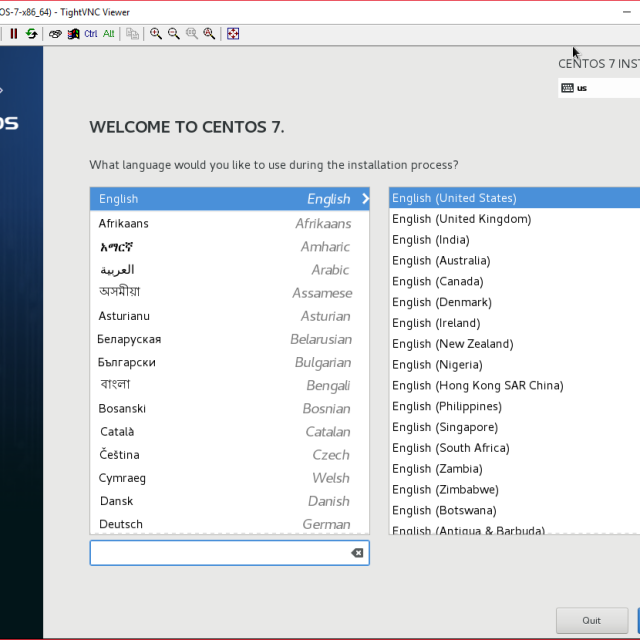 OS-7-x86_64) - TightVNC Viewer
Ctrl Alt
CENTOS 7 INST
us
OS
WELCOME TO CENTOS 7.
What language would you like to use during the installation process?
English English
Afrikaans Afrikaans
አማርኛ Amharic
العربية Arabic
অসমীয়া Assamese
Asturianu Asturian
Беларуская Belarusian
Български Bulgarian
বাংলা Bengali
Bosanski Bosnian
Català Catalan
Čeština Czech
Cymraeg Welsh
Dansk Danish
Deutsch German
English (United States)
English (United Kingdom)
English (India)
English (Australia)
English (Canada)
English (Denmark)
English (Ireland)
English (New Zealand)
English (Nigeria)
English (Hong Kong SAR China)
English (Philippines)
English (Singapore)
English (South Africa)
English (Zambia)
English (Zimbabwe)
English (Botswana)
English (Antigua & Barbuda)
Quit